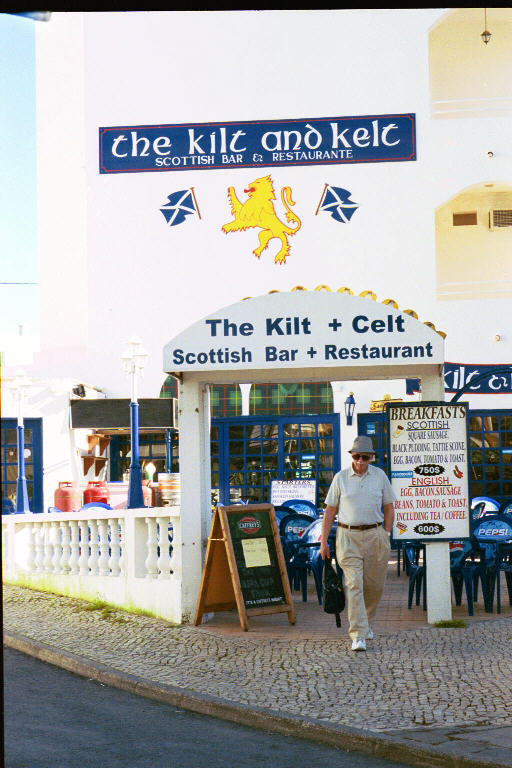 the kilt and kelt
SCOTTISH BAR & RESTAURANTE
The Kilt + Celt
Scottish Bar + Restaurant
KILT &
BREAKFASTS
SCOTTISH
SQUARE SAUSAGE,
BLACK PUDDING, TATTIE SCONE,
EGG, BACON, TOMATO & TOAST.
750$
ENGLISH
EGG, BACON, SAUSAGE,
BEANS, TOMATO & TOAST,
INCLUDING TEA/COFFEE.
600$
CAFFREY'S
PEPSI